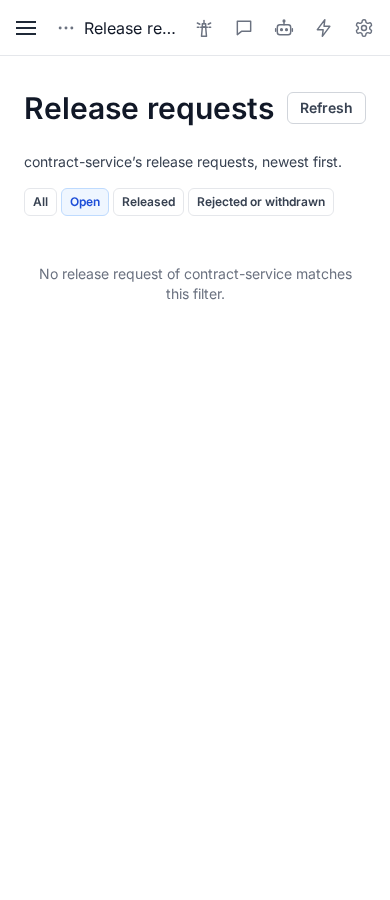 Release re...
Release requests
Refresh
contract-service’s release requests, newest first.
All
Open
Released
Rejected or withdrawn
No release request of contract-service matches
this filter.